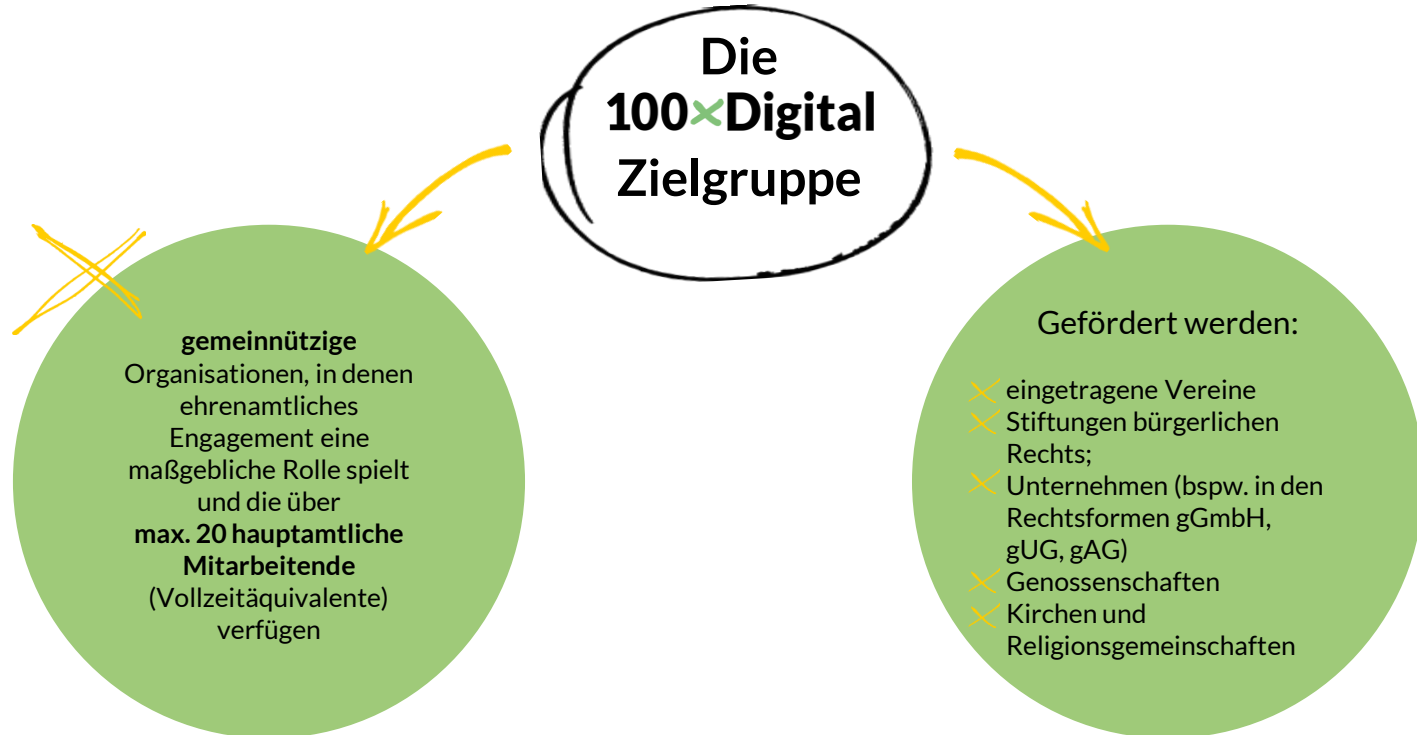 Die
100×Digital
Zielgruppe
gemeinnützige
Organisationen, in denen
ehrenamtliches
Engagement eine
maßgebliche Rolle spielt
und die über
max. 20 hauptamtliche
Mitarbeitende
(Vollzeitäquivalente)
verfügen
Gefördert werden:
eingetragene Vereine
Stiftungen bürgerlichen
Rechts;
Unternehmen (bspw. in den
Rechtsformen gGmbH,
gUG, gAG)
Genossenschaften
Kirchen und
Religionsgemeinschaften